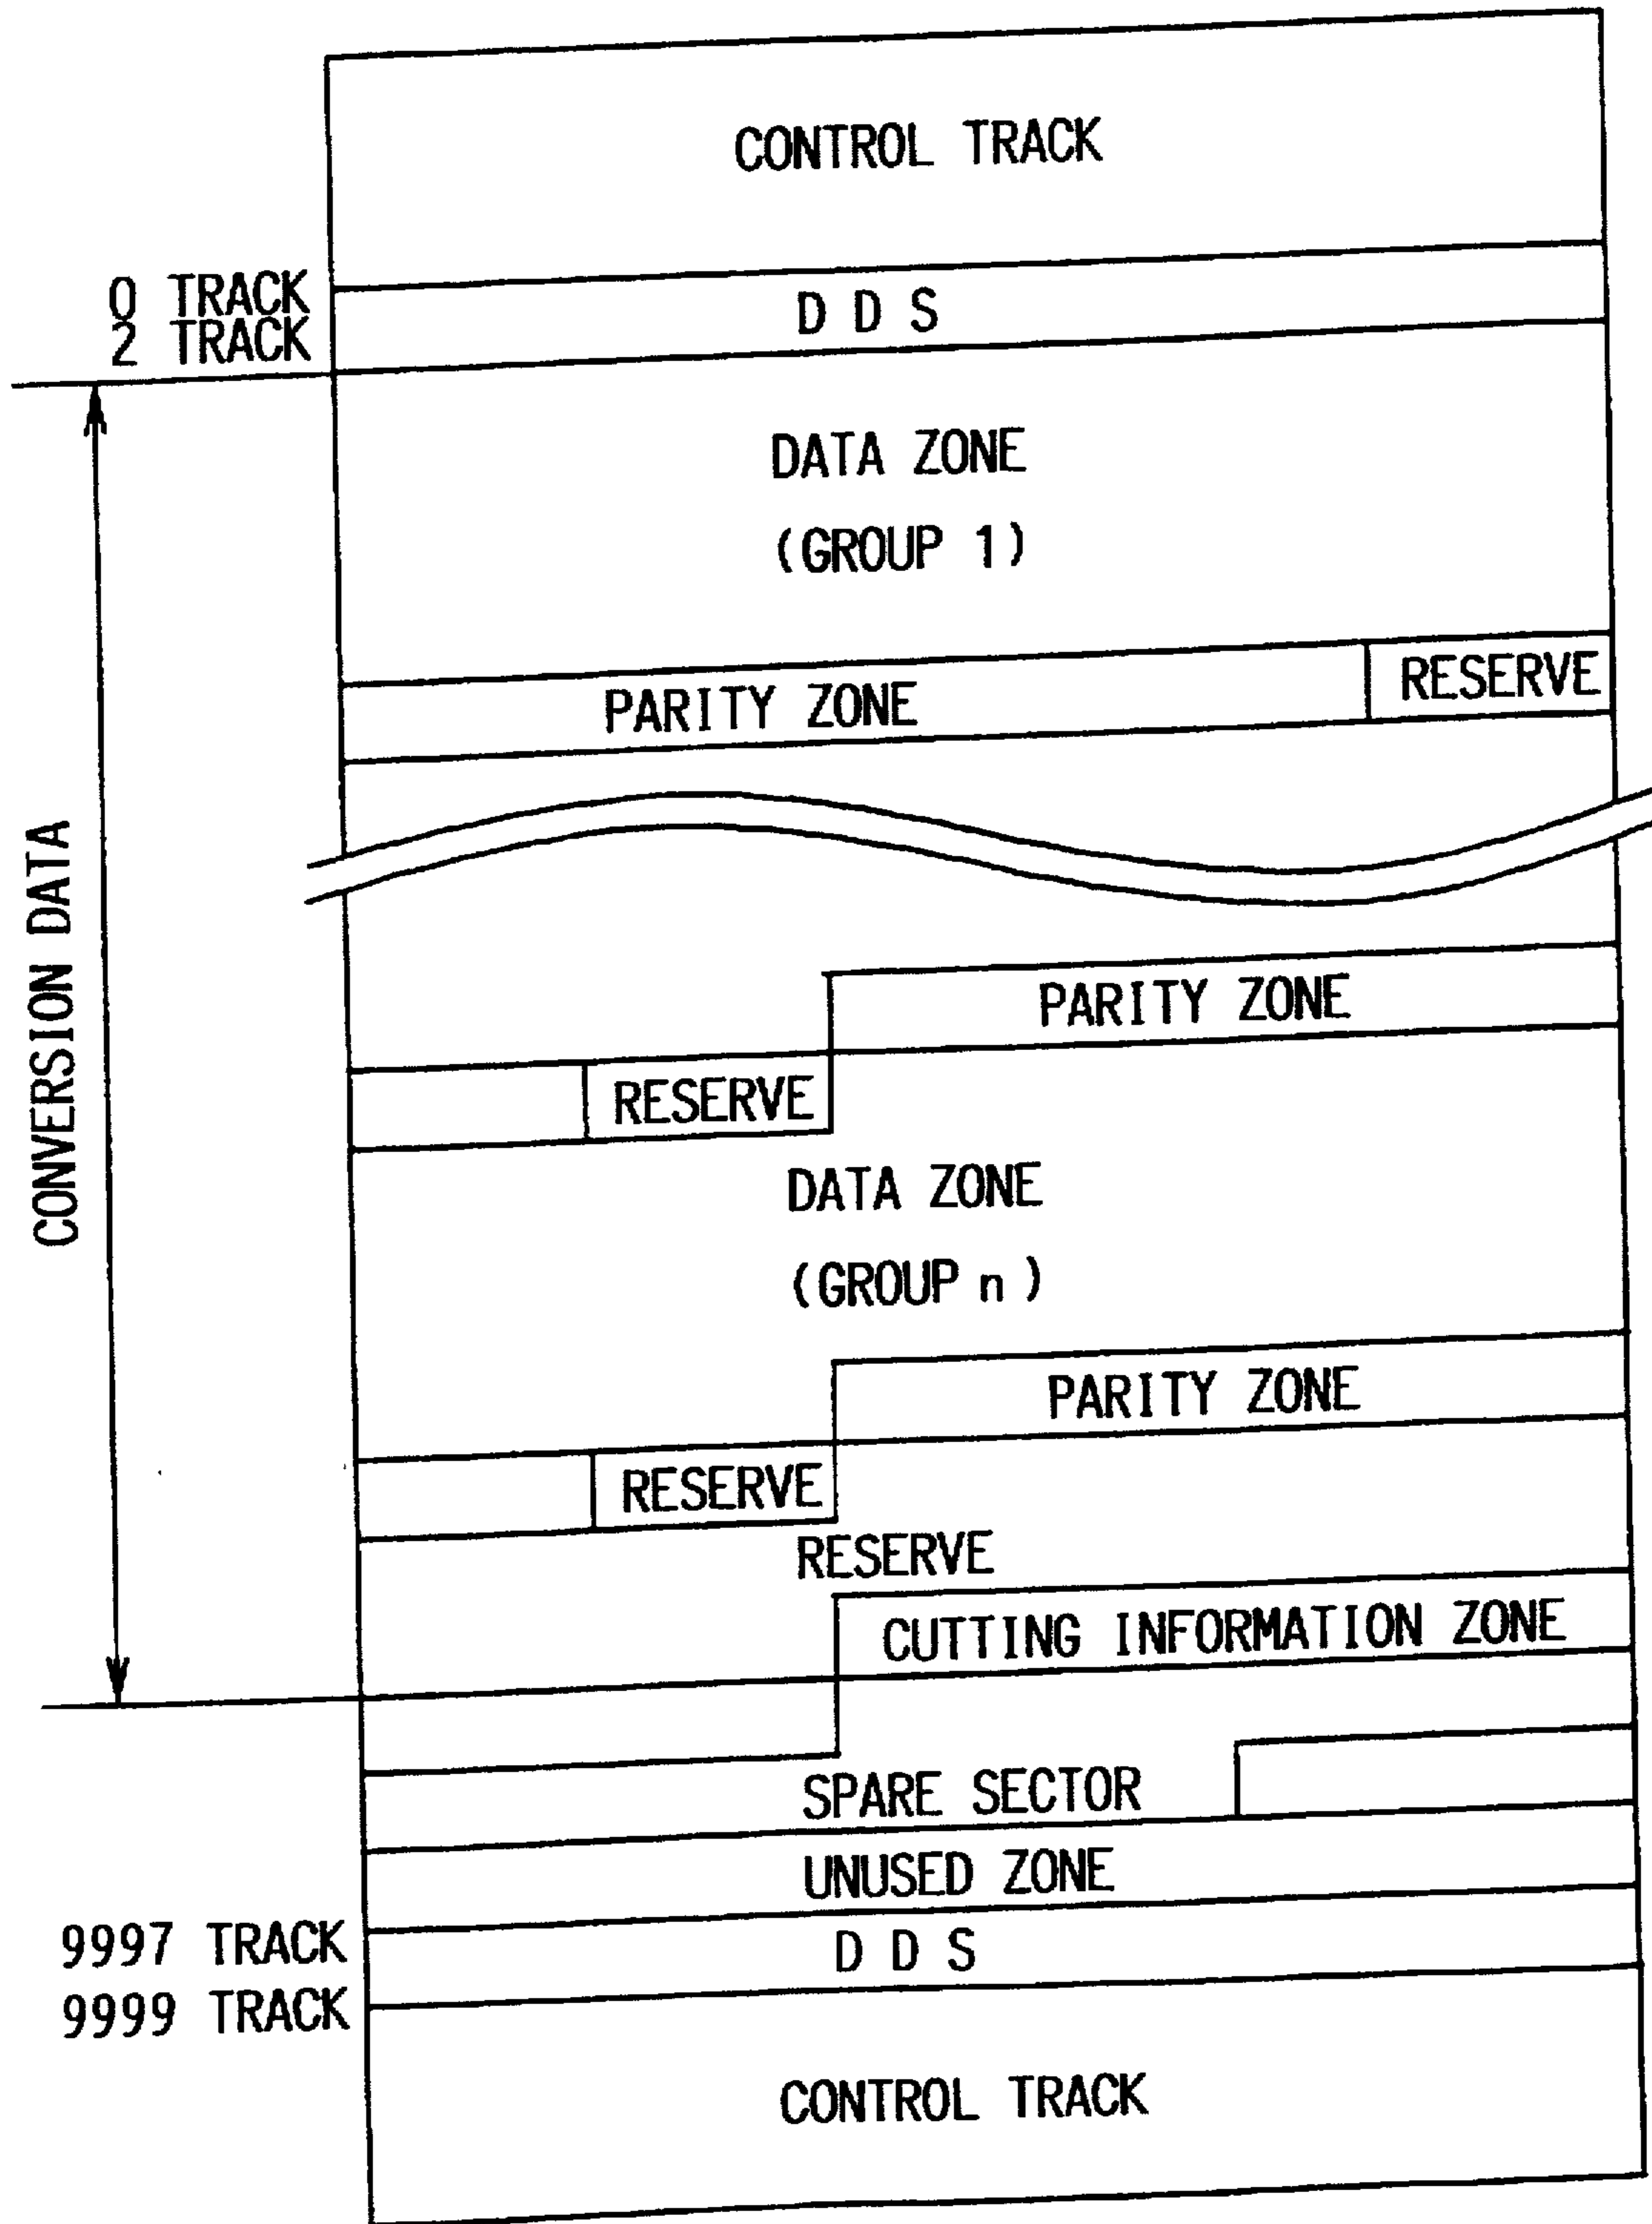 CONTROL TRACK
0 TRACK
D D S
2 TRACK
DATA ZONE
(GROUP 1)
PARITY ZONE
RESERVE
CONVERSION DATA
PARITY ZONE
RESERVE
DATA ZONE
(GROUP n)
PARITY ZONE
RESERVE
RESERVE
CUTTING INFORMATION ZONE
SPARE SECTOR
UNUSED ZONE
9997 TRACK
D D S
9999 TRACK
CONTROL TRACK